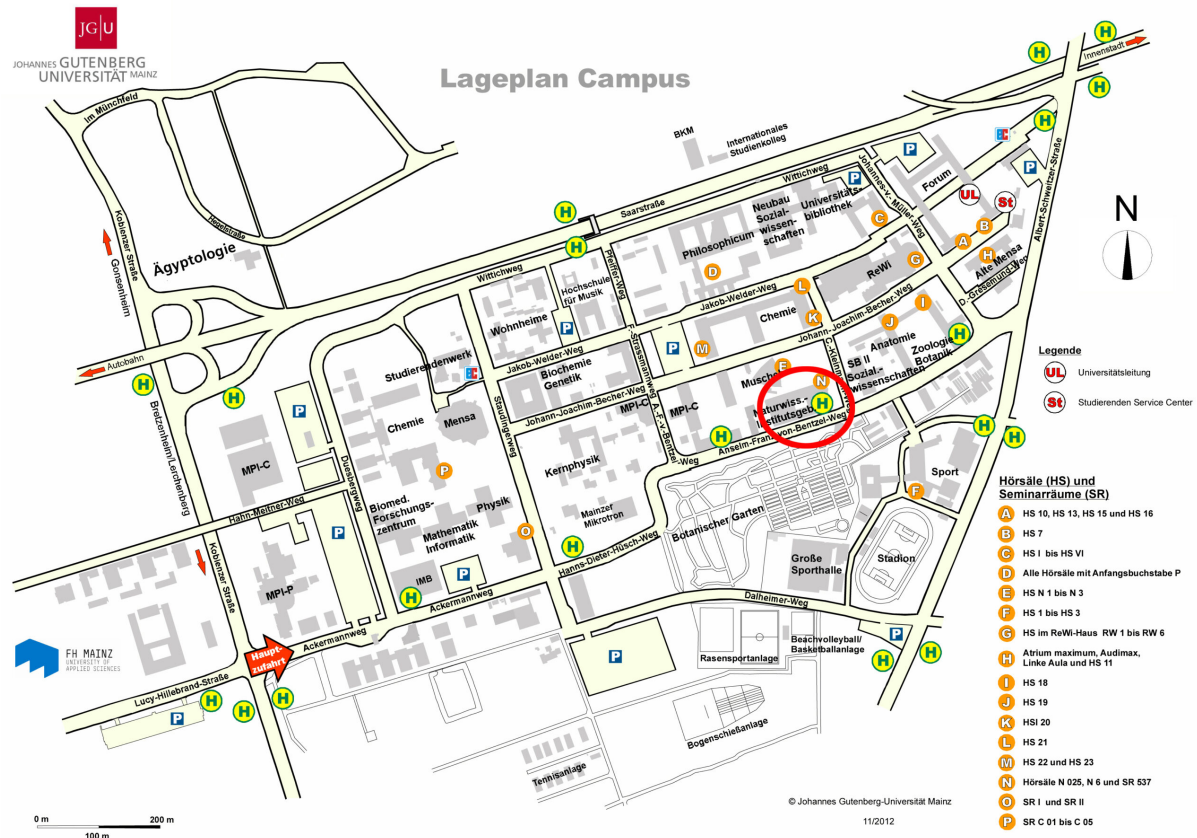 JG|U
JOHANNES GUTENBERG
UNIVERSITÄT MAINZ
Lageplan Campus
Im Münchfeld
BKM
Internationales
Studienkolleg
Innenstadt
H
H
H
H
H
Koblenzer Straße
Hegelstraße
Gonsenheim
Ägyptologie
Saarstraße
Wittichweg
H
H
Wittichweg
P
P
P
Johannes-v.-Müller-Weg
Forum
UL
St
Albert-Schweitzer-Straße
N
Universitäts-
bibliothek
Neubau
Sozial-
wissen-
schaften
Philosophicum
C
A
B
H
Alte Mensa
D.-Gresemund-Weg
D
Pfeiffer-Weg
Hochschule
für Musik
Wohnheime
P
Jakob-Welder-Weg
L
K
Chemie
ReWi
G
Johann-Joachim-Becher-Weg
I
J
H
Anatomie
Zoologie
Botanik
SB II
Sozial-
wissenschaften
Autobahn
H
H
Studierendenwerk
Jakob-Welder-Weg
Biochemie
Genetik
F.-Strassmannweg
P
M
Muschel
E
N
H
Naturwiss.-
Johann-Joachim-Becher-Weg
MPI-C
MPI-C
A.-F.-v.-Bentzel
-Weg
Anselm-Franz-von-Bentzel-Weg
H
Breizenheim/Lerchenberg
P
Chemie
Mensa
Staudingerweg
P
MPI-C
Duesbergweg
Hahn-Meitner-Weg
Biomed.
Forschungs-
zentrum
Physik
Mathematik
Informatik
O
Kernphysik
Mainzer
Mikrotron
Botanischer Garten
H
H
Sport
F
Große
Sporthalle
Stadion
P
IMB
P
H
H
Hanns-Dieter-Hüsch-Weg
Koblenzer Straße
MPI-P
Ackermannweg
Ackermannweg
Haupt-
zufahrt
Dalheimer-Weg
FH MAINZ
UNIVERSITY OF
APPLIED SCIENCES
Lucy-Hillebrand-Straße
P
H
H
H
P
Rasensportanlage
Beachvolleyball/
Basketballanlage
P
H
H
Bogenschießanlage
Tennisanlage
Legende
UL Universitätsleitung
St Studierenden Service Center
Hörsäle (HS) und
Seminarräume (SR)
A HS 10, HS 13, HS 15 und HS 16
B HS 7
C HS I bis HS VI
D Alle Hörsäle mit Anfangsbuchstabe P
E HS N 1 bis N 3
F HS 1 bis HS 3
G HS im ReWi-Haus RW 1 bis RW 6
H Atrium maximum, Audimax,
Linke Aula und HS 11
I HS 18
J HS 19
K HSI 20
L HS 21
M HS 22 und HS 23
N Hörsäle N 025, N 6 und SR 537
O SR I und SR II
P SR C 01 bis C 05
0 m 200 m
100 m
© Johannes Gutenberg-Universität Mainz
11/2012